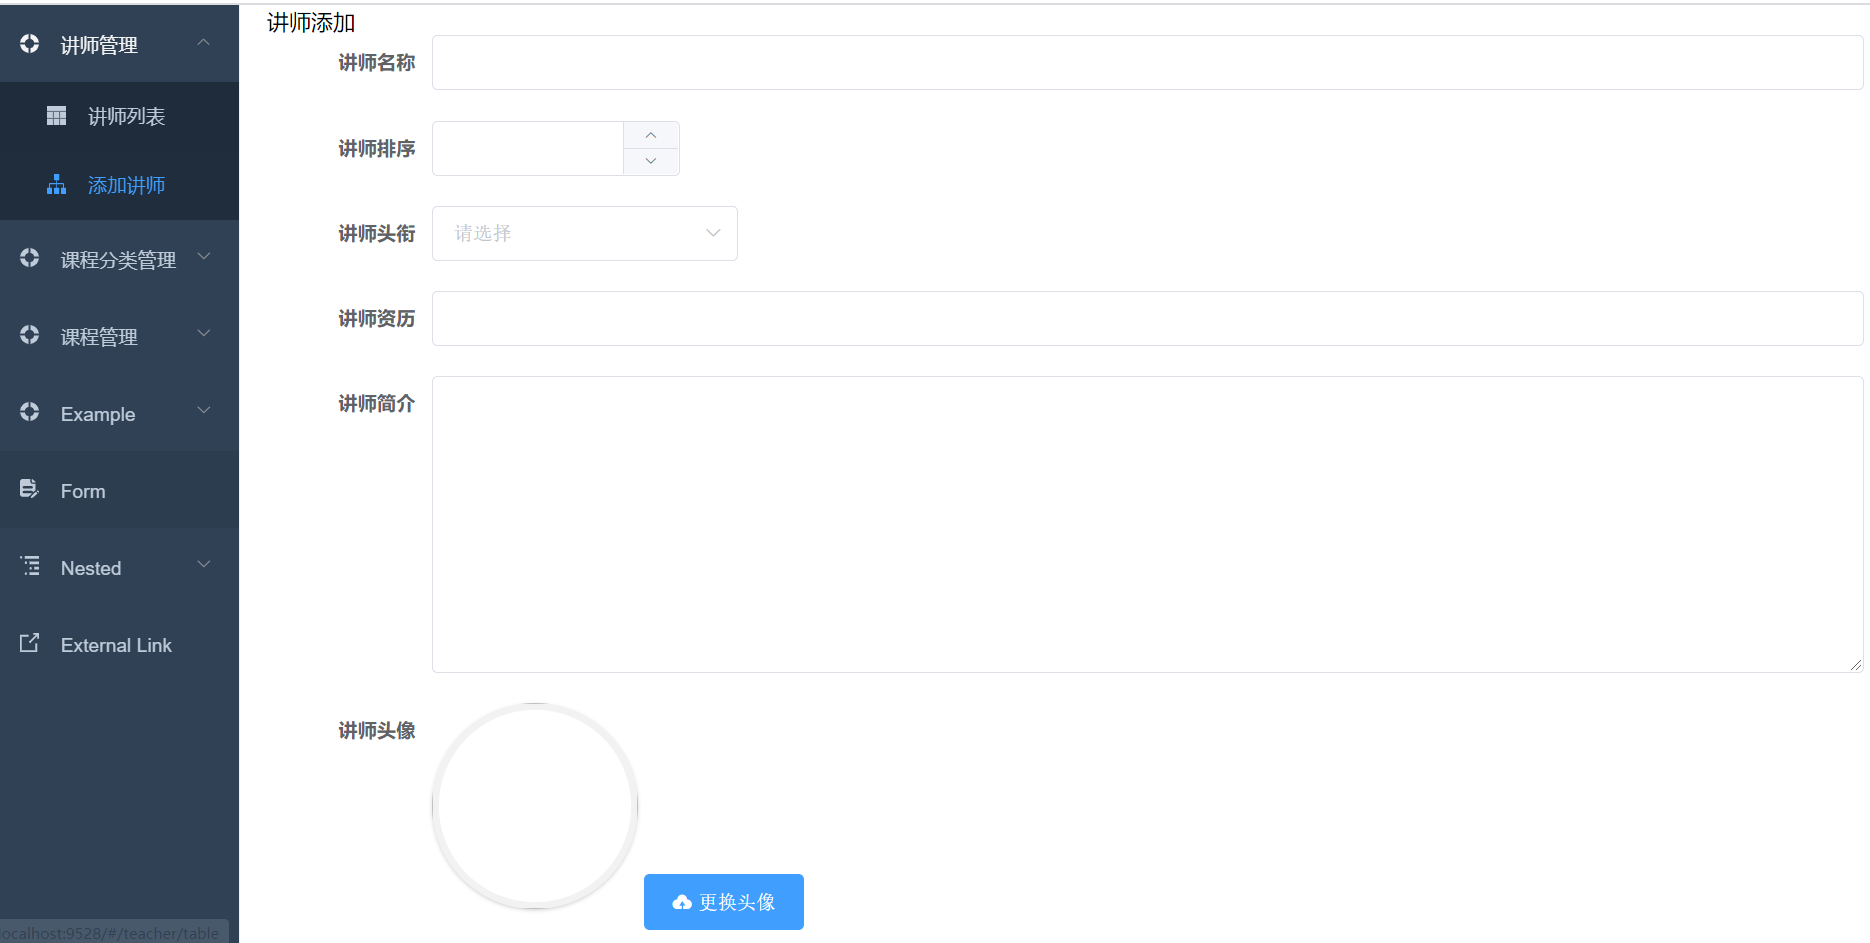 讲师管理
讲师列表
添加讲师
课程分类管理
课程管理
Example
Form
Nested
External Link
localhost:9528/#/teacher/table
讲师添加
讲师名称
讲师排序
讲师头衔
请选择
讲师资历
讲师简介
讲师头像
更换头像